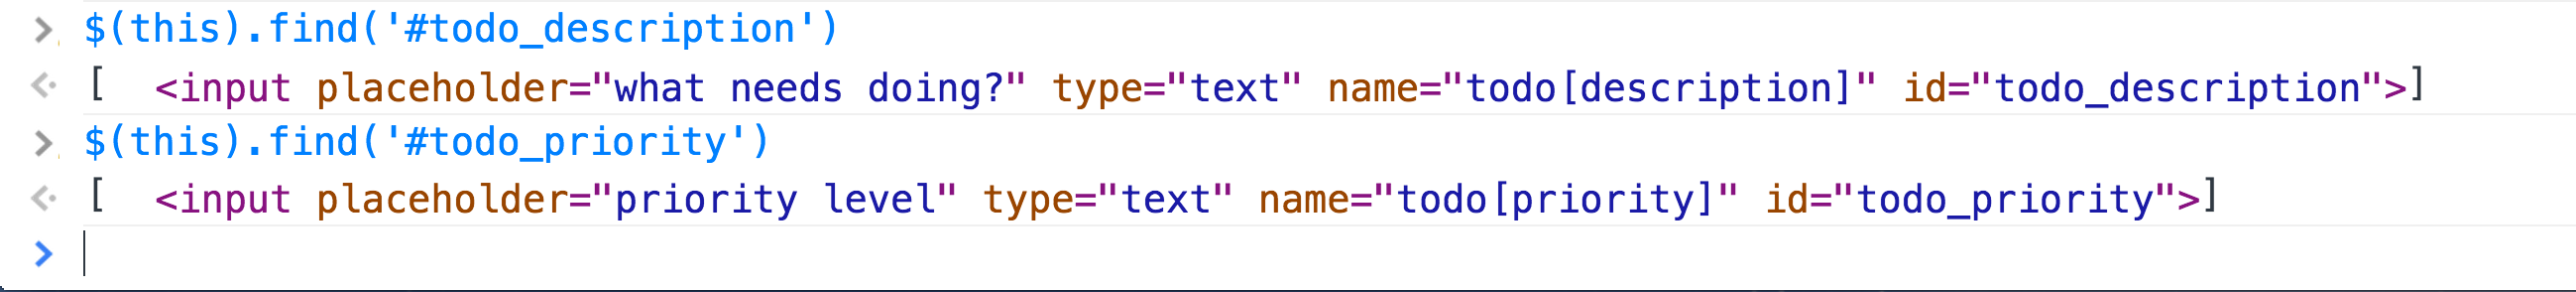 > $(this).find('#todo_description')
<· [  <input placeholder="what needs doing?" type="text" name="todo[description]" id="todo_description">]
> $(this).find('#todo_priority')
<· [  <input placeholder="priority level" type="text" name="todo[priority]" id="todo_priority">]
>